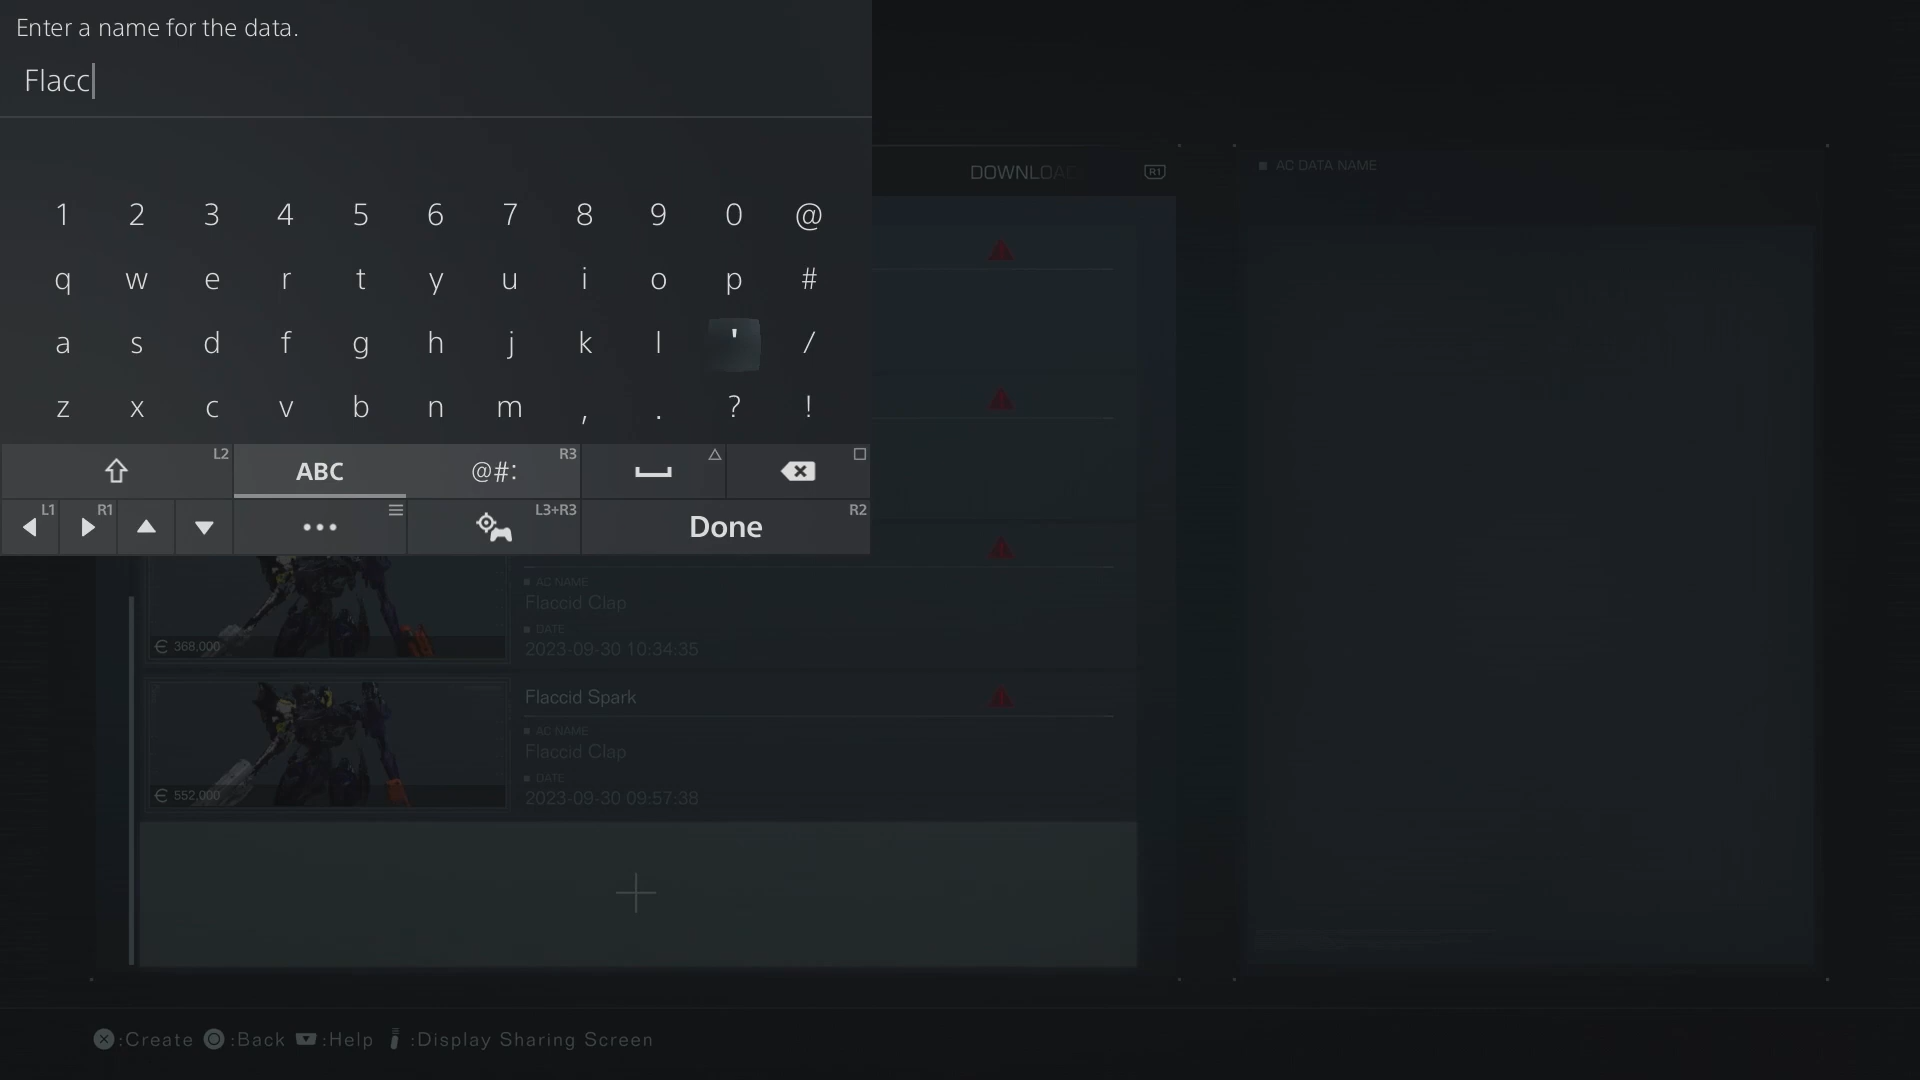 Enter a name for the data.
Flacc
1 2 3 4 5 6 7 8 9 0 @
q w e r t y u i o p #
a s d f g h j k l ' /
z x c v b n m , . ? !
L2 ABC @#: R3
L1 R1 ... L3+R3 Done R2
DOWNLOAD R1
AC DATA NAME
AC NAME
Flaccid Clap
DATE
2023-09-30 10:34:35
368,000
Flaccid Spark
AC NAME
Flaccid Clap
DATE
2023-09-30 09:57:38
552,000
:Create :Back :Help :Display Sharing Screen